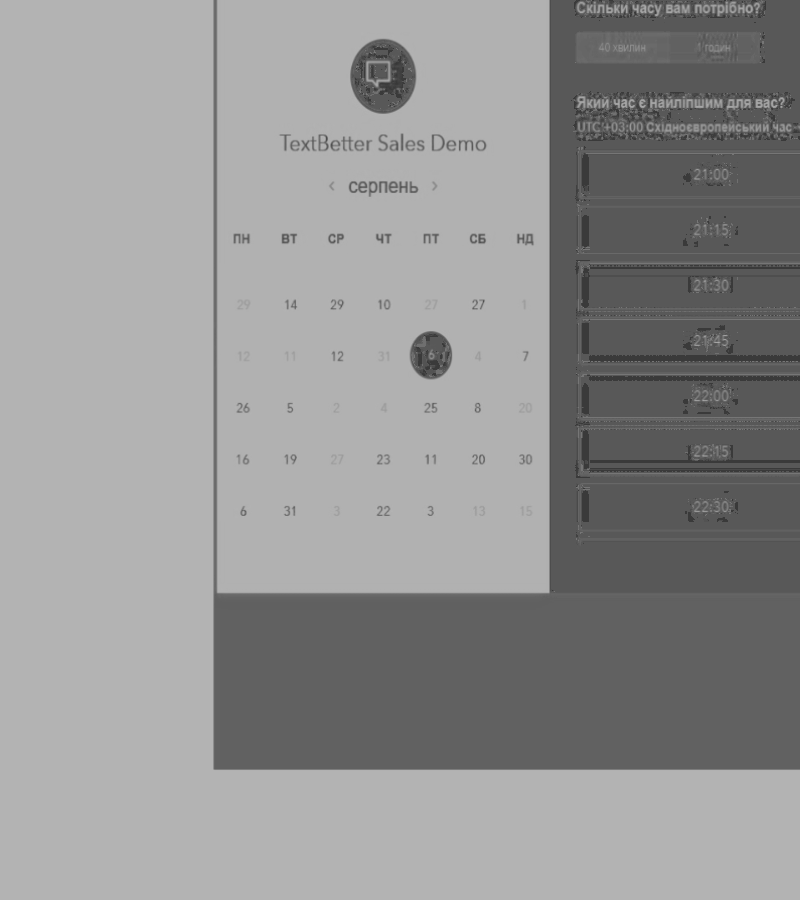 TextBetter Sales Demo
серпень
ПН ВТ СР ЧТ ПТ СБ НД
29 14 29 10 27 27 1
12 11 12 31 6 4 7
26 5 2 4 25 8 20
16 19 27 23 11 20 30
6 31 3 22 3 13 15
Скільки часу вам потрібно?
40 хвилин 1 годин
Який час є найліпшим для вас?
UTC +03:00 Східноєвропейський час
21:00
21:15
21:30
21:45
22:00
22:15
22:30